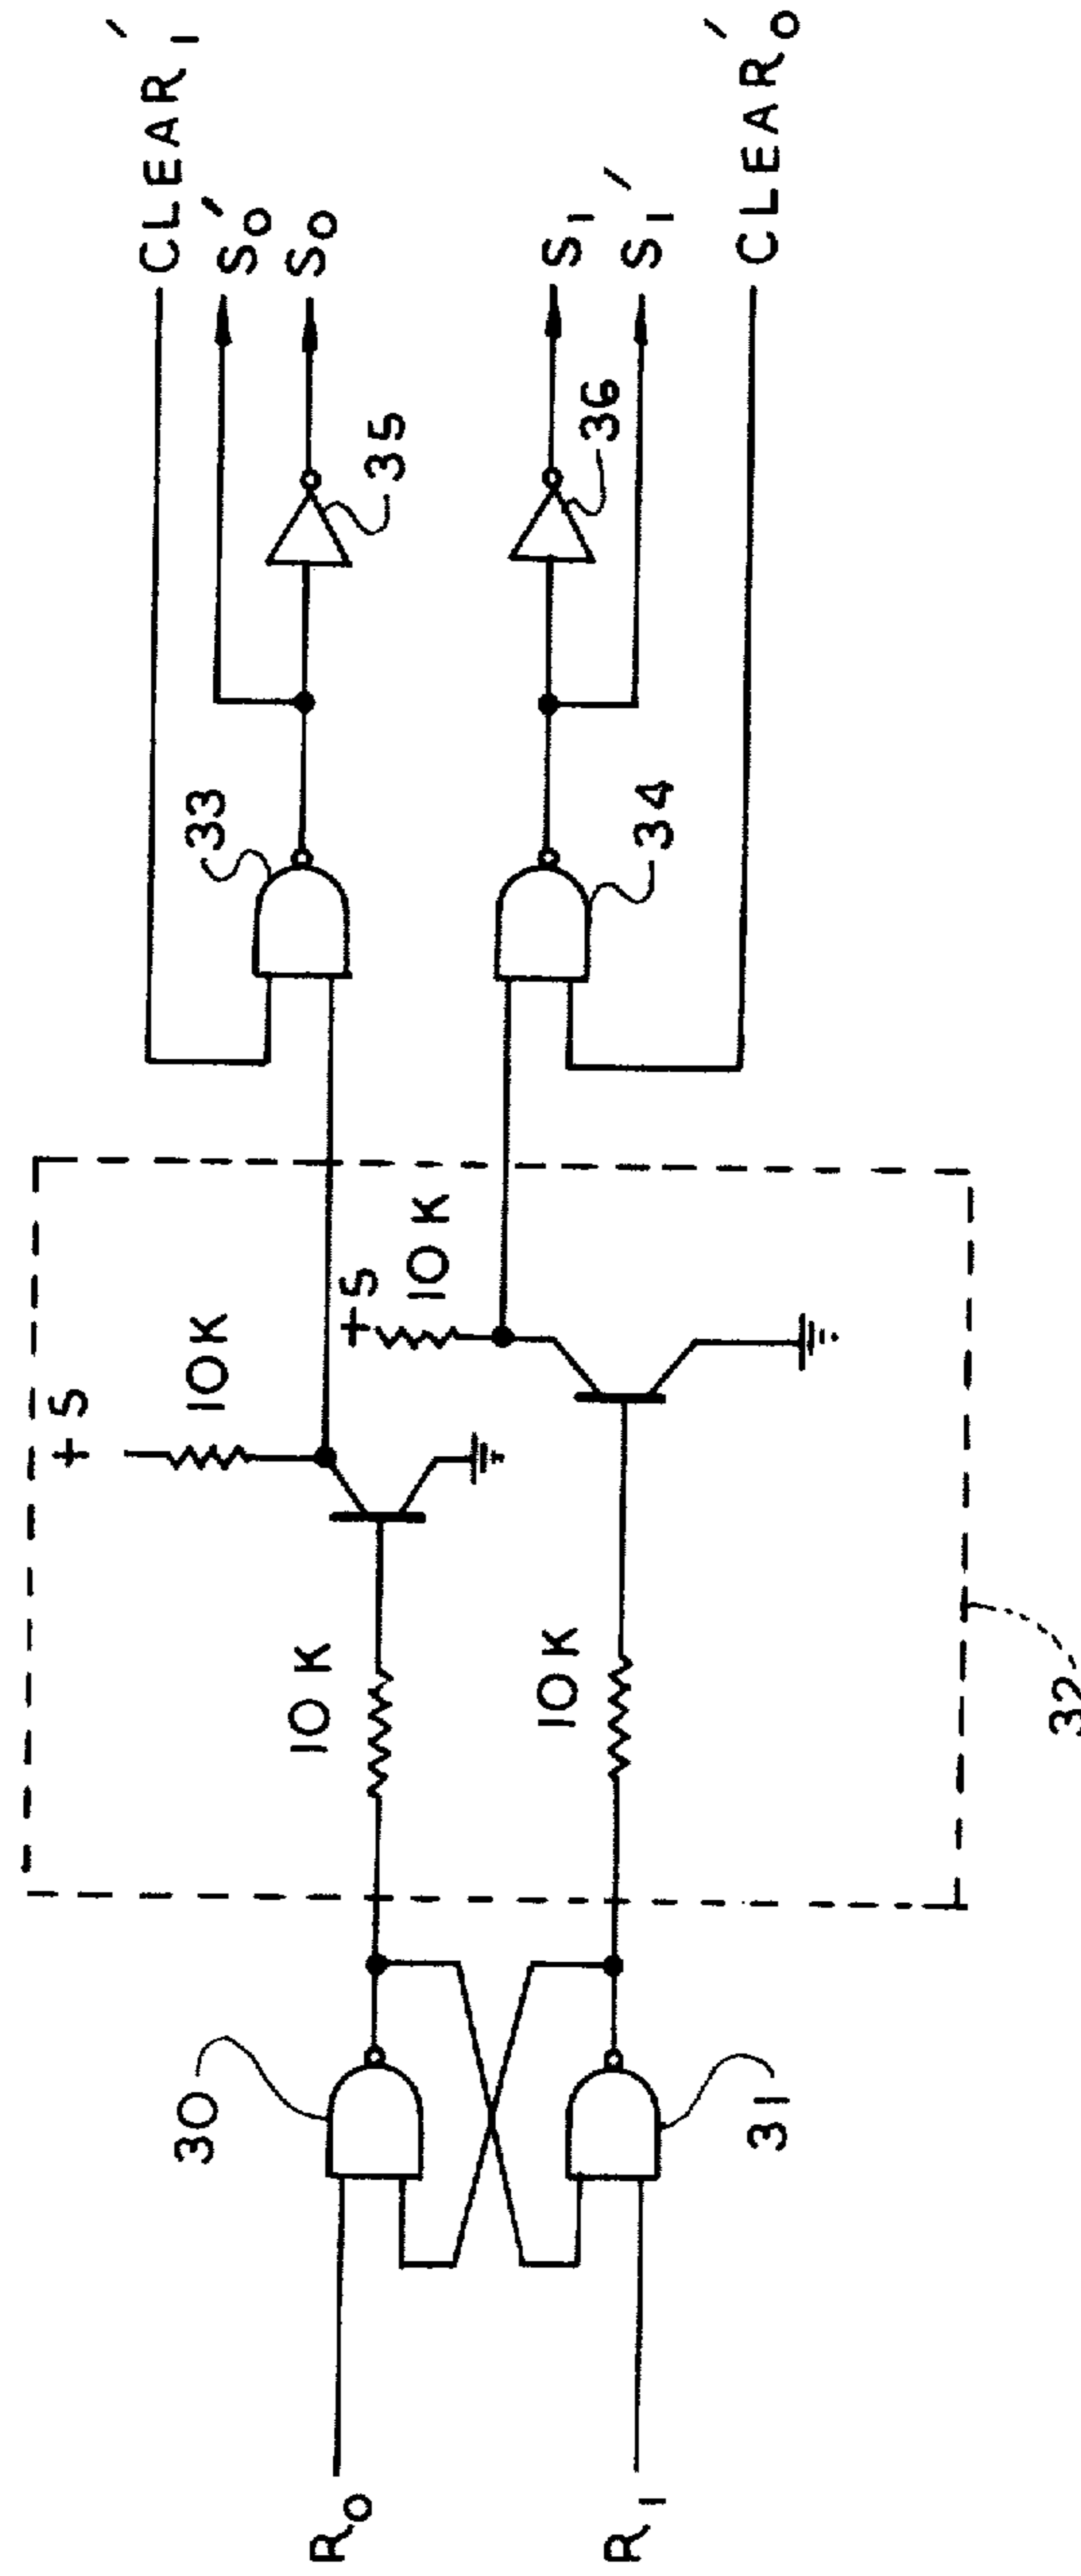 CLEAR₁′
S₀′
S₀
S₁
S₁′
CLEAR₀′
33
34
35
36
+5
10K
+5
10K
10K
10K
32
30
31
R₀
R₁